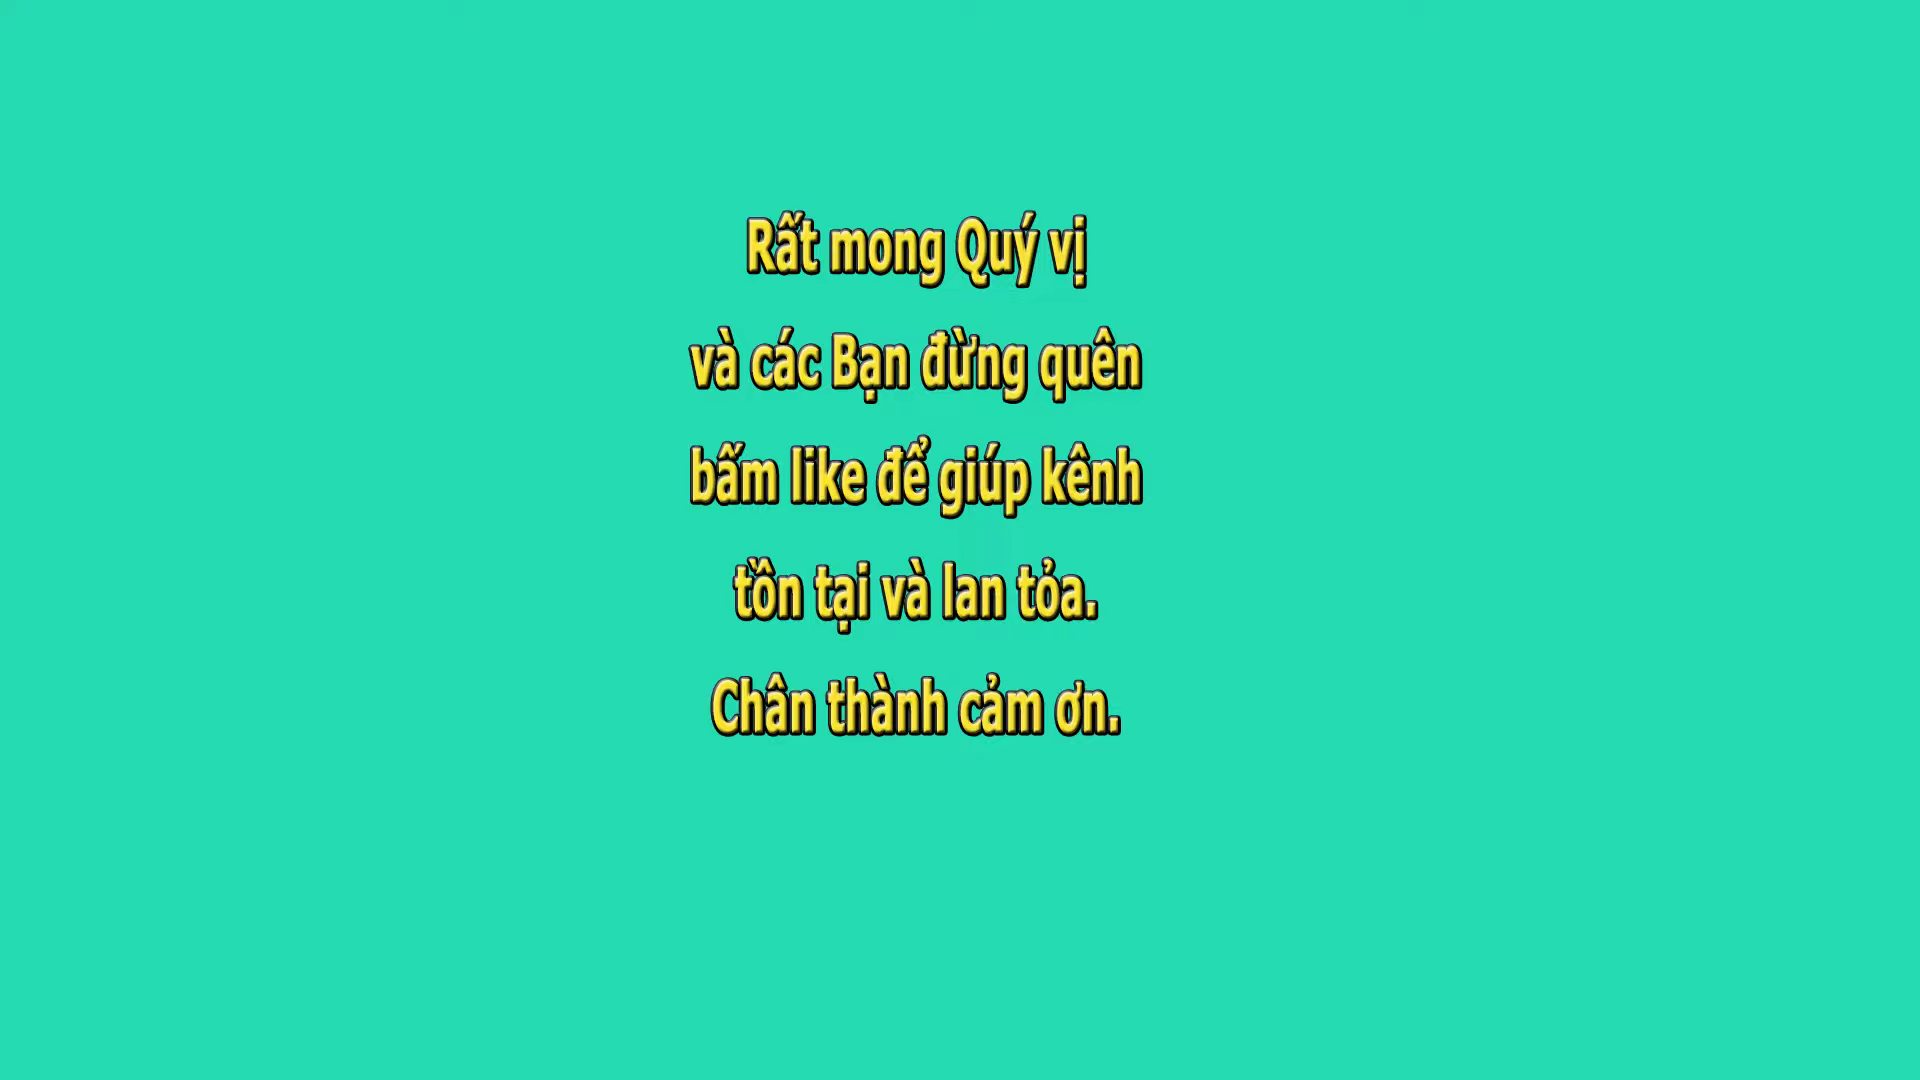 Rất mong Quý vị
và các Bạn đừng quên
bấm like để giúp kênh
tồn tại và lan tỏa.
Chân thành cảm ơn.